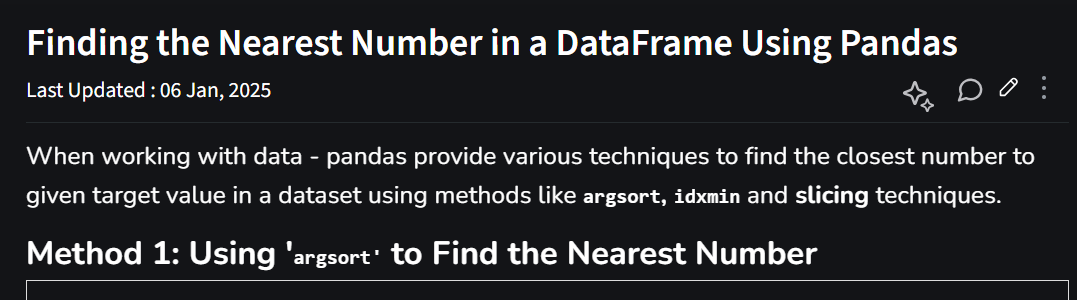 Finding the Nearest Number in a DataFrame Using Pandas
Last Updated : 06 Jan, 2025
When working with data - pandas provide various techniques to find the closest number to
given target value in a dataset using methods like argsort, idxmin and slicing techniques.
Method 1: Using 'argsort' to Find the Nearest Number